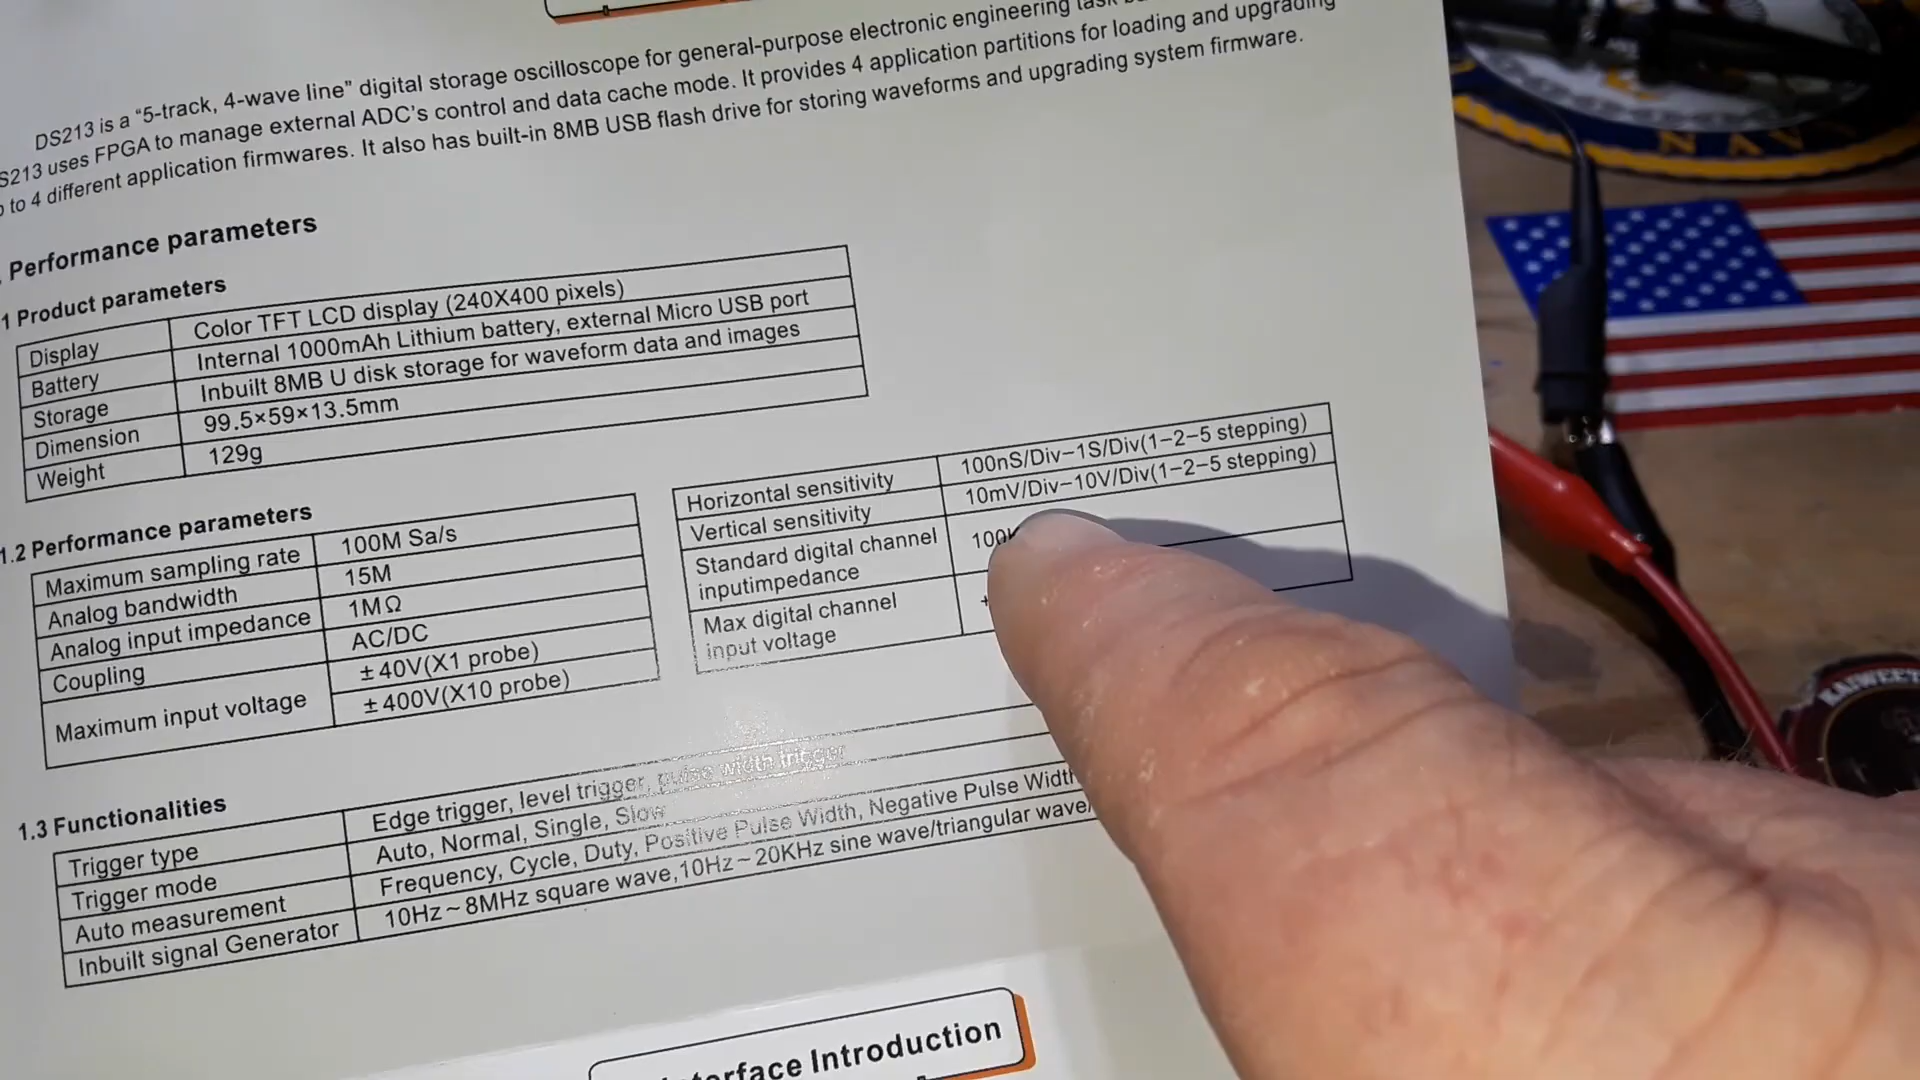 DS213 is a “5-track, 4-wave line” digital storage oscilloscope for general-purpose electronic engineering
S213 uses FPGA to manage external ADC's control and data cache mode. It provides 4 application partitions for loading and upgrading
to 4 different application firmwares. It also has built-in 8MB USB flash drive for storing waveforms and upgrading system firmware.
Performance parameters
1 Product parameters
Display Color TFT LCD display (240X400 pixels)
Battery Internal 1000mAh Lithium battery, external Micro USB port
Storage Inbuilt 8MB U disk storage for waveform data and images
Dimension 99.5×59×13.5mm
Weight 129g
1.2 Performance parameters
Maximum sampling rate 100M Sa/s
Analog bandwidth 15M
Analog input impedance 1MΩ
Coupling AC/DC
Maximum input voltage ±40V(X1 probe)
±400V(X10 probe)
Horizontal sensitivity 100nS/Div–1S/Div(1–2–5 stepping)
Vertical sensitivity 10mV/Div–10V/Div(1–2–5 stepping)
Standard digital channel
inputimpedance
Max digital channel
input voltage
1.3 Functionalities
Trigger type Edge trigger, level trigger, pulse width trigger
Trigger mode Auto, Normal, Single, Slow
Auto measurement Frequency, Cycle, Duty, Positive Pulse Width, Negative Pulse Width
Inbuilt signal Generator 10Hz~8MHz square wave,10Hz~20KHz sine wave/triangular wave/
Interface Introduction
NAV
KAIWEET